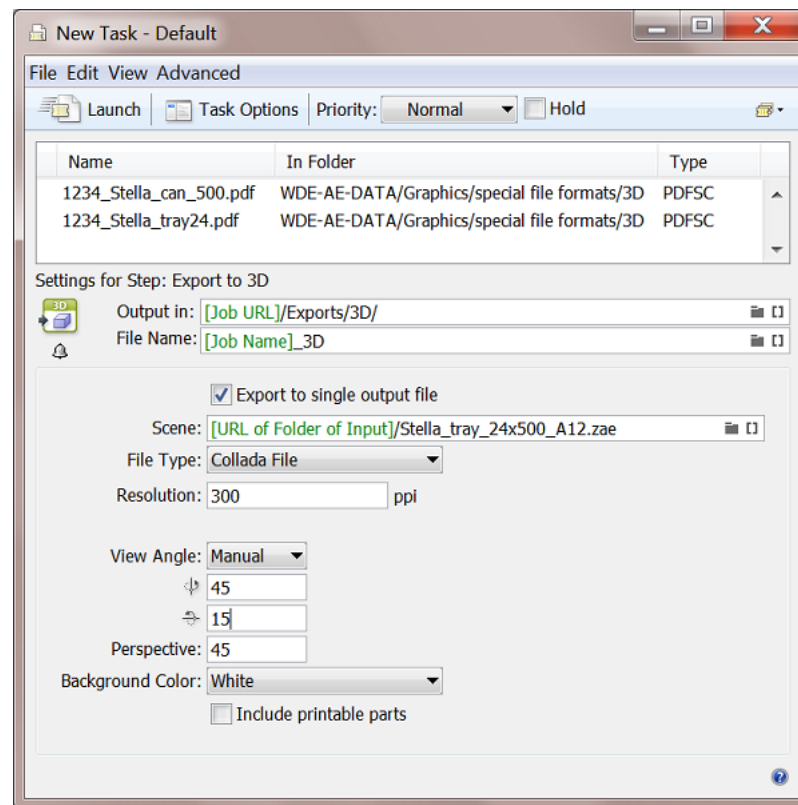 New Task - Default
File Edit View Advanced
Launch Task Options Priority: Normal Hold
Name In Folder Type
1234_Stella_can_500.pdf WDE-AE-DATA/Graphics/special file formats/3D PDFSC
1234_Stella_tray24.pdf WDE-AE-DATA/Graphics/special file formats/3D PDFSC
Settings for Step: Export to 3D
3D
Output in: [Job URL]/Exports/3D/
File Name: [Job Name]_3D
Export to single output file
Scene: [URL of Folder of Input]/Stella_tray_24x500_A12.zae
File Type: Collada File
Resolution: 300 ppi
View Angle: Manual
45
15
Perspective: 45
Background Color: White
Include printable parts